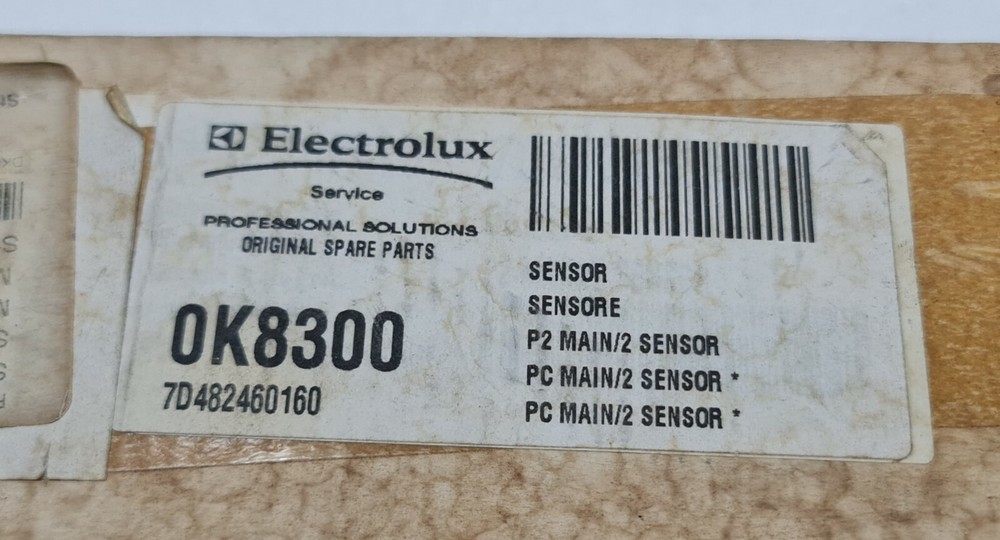 Electrolux
Service
PROFESSIONAL SOLUTIONS
ORIGINAL SPARE PARTS
0K8300
7D482460160
SENSOR
SENSORE
P2 MAIN/2 SENSOR
PC MAIN/2 SENSOR *
PC MAIN/2 SENSOR *